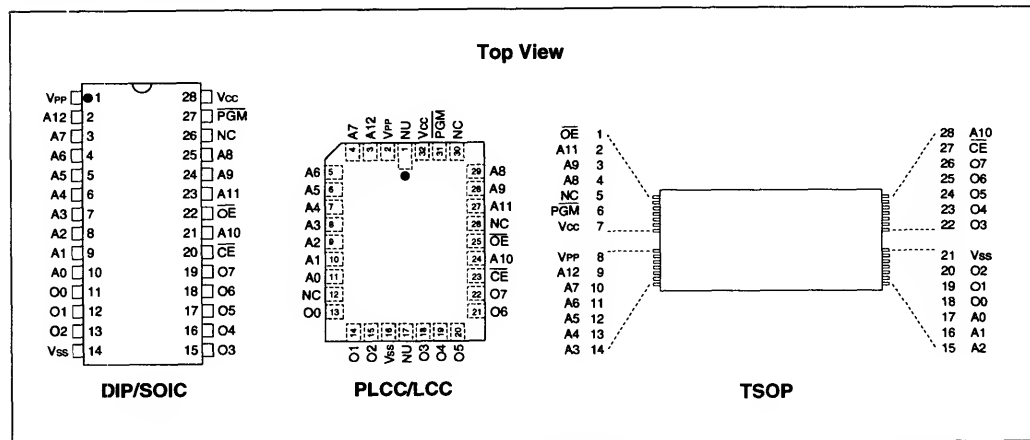 Top View
VPP 1 28 VCC
A12 2 27 PGM
A7 3 26 NC
A6 4 25 A8
A5 5 24 A9
A4 6 23 A11
A3 7 22 OE
A2 8 21 A10
A1 9 20 CE
A0 10 19 O7
O0 11 18 O6
O1 12 17 O5
O2 13 16 O4
VSS 14 15 O3
DIP/SOIC
A7 A12 VPP NU VCC PGM NC
4 3 2 1 32 31 30
A6 5 29 A8
A5 6 28 A9
A4 7 27 A11
A3 8 26 NC
A2 9 25 OE
A1 10 24 A10
A0 11 23 CE
NC 12 22 O7
O0 13 21 O6
14 15 16 17 18 19 20
O1 O2 VSS NU O3 O4 O5
PLCC/LCC
OE 1 28 A10
A11 2 27 CE
A9 3 26 O7
A8 4 25 O6
NC 5 24 O5
PGM 6 23 O4
VCC 7 22 O3
VPP 8 21 VSS
A12 9 20 O2
A7 10 19 O1
A6 11 18 O0
A5 12 17 A0
A4 13 16 A1
A3 14 15 A2
TSOP